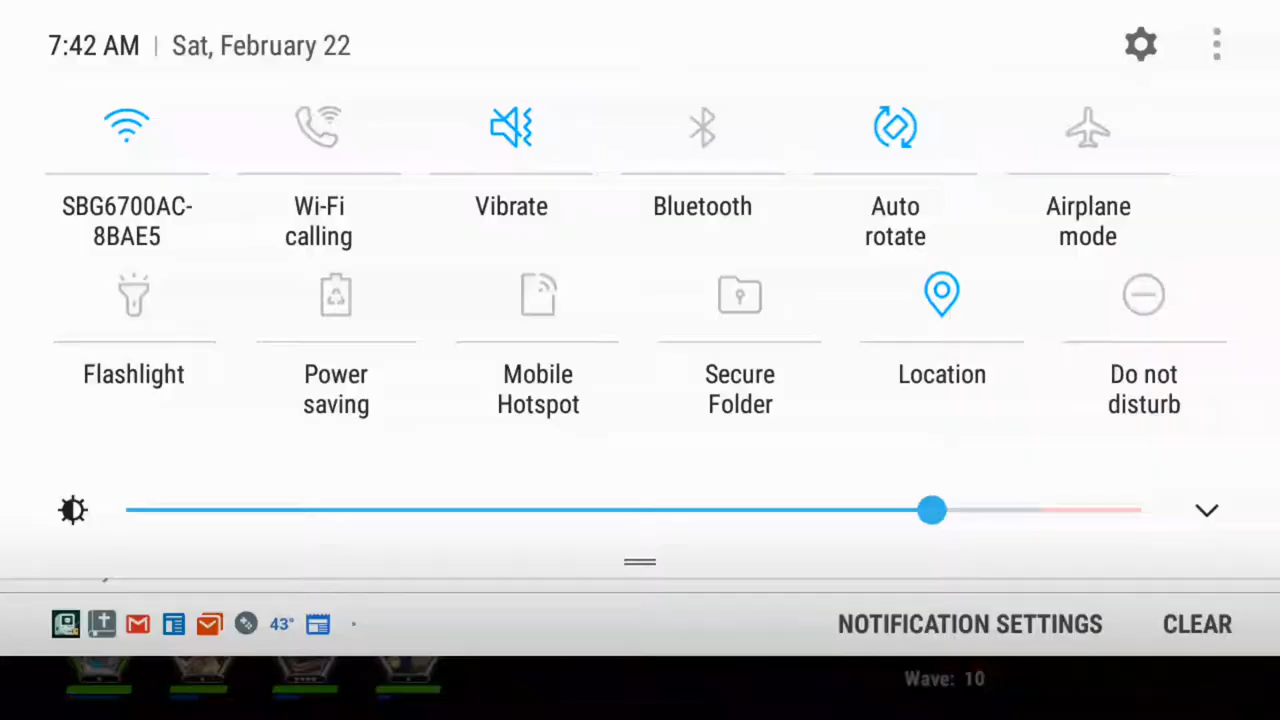 7:42 AM | Sat, February 22
SBG6700AC-
8BAE5
Wi-Fi
calling
Vibrate
Bluetooth
Auto
rotate
Airplane
mode
Flashlight
Power
saving
Mobile
Hotspot
Secure
Folder
Location
Do not
disturb
43°
NOTIFICATION SETTINGS
CLEAR
Wave: 10